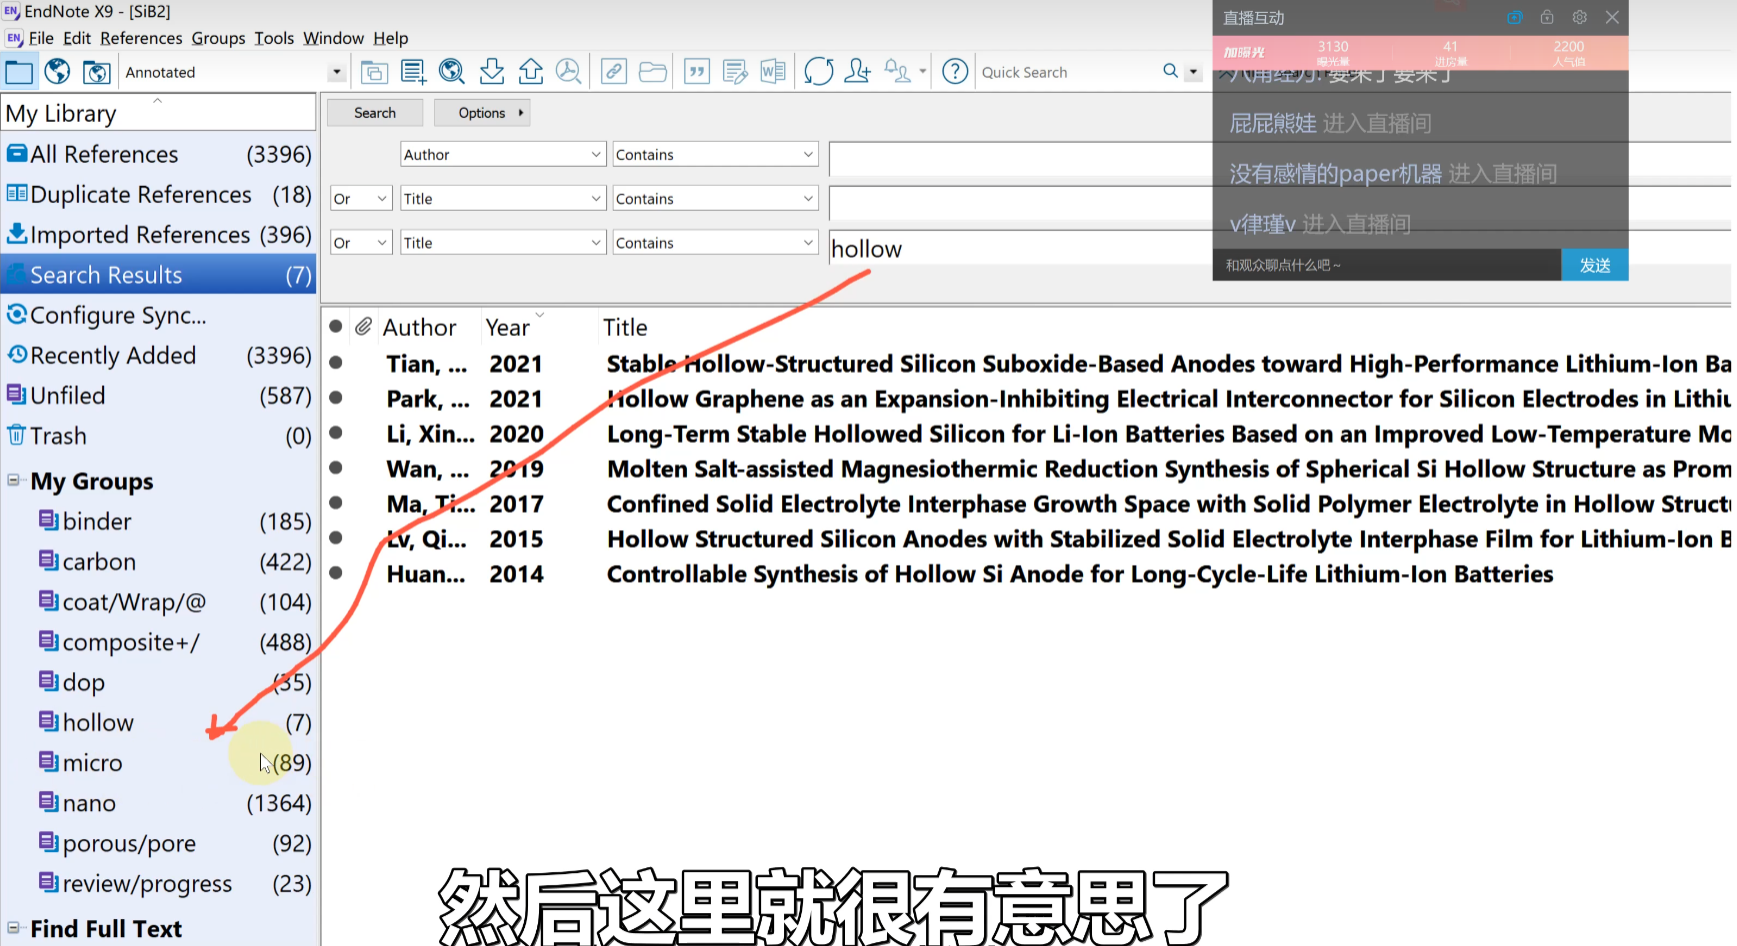 EndNote X9 - [SiB2]
File Edit References Groups Tools Window Help
Annotated
Quick Search
My Library
All References (3396)
Duplicate References (18)
Imported References (396)
Search Results (7)
Configure Sync...
Recently Added (3396)
Unfiled (587)
Trash (0)
My Groups
binder (185)
carbon (422)
coat/Wrap/@ (104)
composite+/ (488)
dop (35)
hollow (7)
micro (89)
nano (1364)
porous/pore (92)
review/progress (23)
Find Full Text
Search Options
Author Contains
Or Title Contains
Or Title Contains hollow
Author Year Title
Tian, ... 2021 Stable Hollow-Structured Silicon Suboxide-Based Anodes toward High-Performance Lithium-Ion Ba
Park, ... 2021 Hollow Graphene as an Expansion-Inhibiting Electrical Interconnector for Silicon Electrodes in Lithiu
Li, Xin... 2020 Long-Term Stable Hollowed Silicon for Li-Ion Batteries Based on an Improved Low-Temperature Mo
Wan, ... 2019 Molten Salt-assisted Magnesiothermic Reduction Synthesis of Spherical Si Hollow Structure as Prom
Ma, Ti... 2017 Confined Solid Electrolyte Interphase Growth Space with Solid Polymer Electrolyte in Hollow Struct
Lv, Qi... 2015 Hollow Structured Silicon Anodes with Stabilized Solid Electrolyte Interphase Film for Lithium-Ion B
Huan... 2014 Controllable Synthesis of Hollow Si Anode for Long-Cycle-Life Lithium-Ion Batteries
直播互动
加曝光 3130 41 2200
曝光量 进房量 人气值
要来了要来了
屁屁熊娃 进入直播间
没有感情的paper机器 进入直播间
v律瑾v 进入直播间
和观众聊点什么吧~ 发送
然后这里就很有意思了